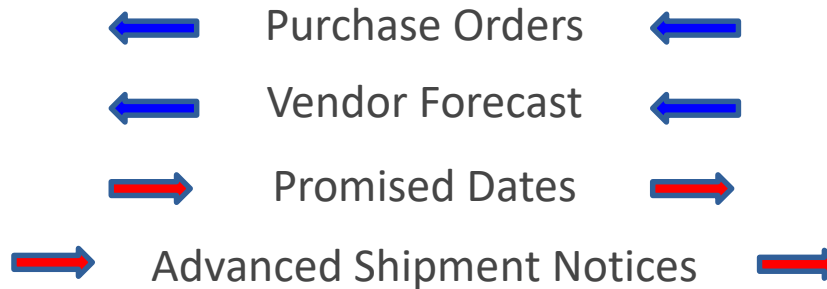 Purchase Orders
Vendor Forecast
Promised Dates
Advanced Shipment Notices